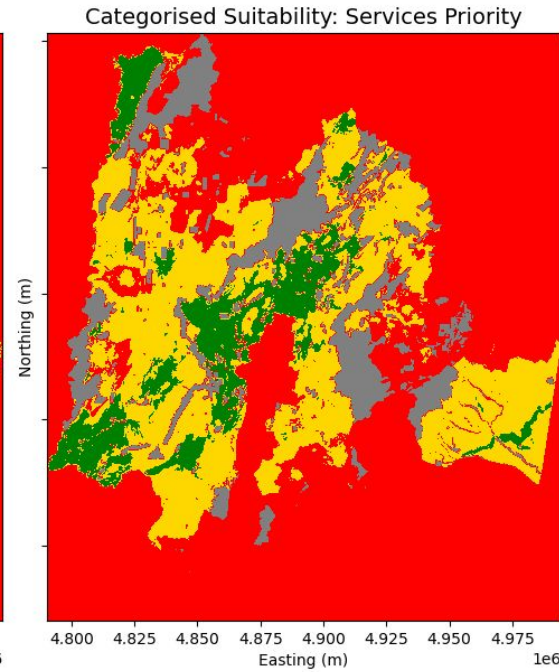 Categorised Suitability: Services Priority
Northing (m)
4.800 4.825 4.850 4.875 4.900 4.925 4.950 4.975
Easting (m)
1e6